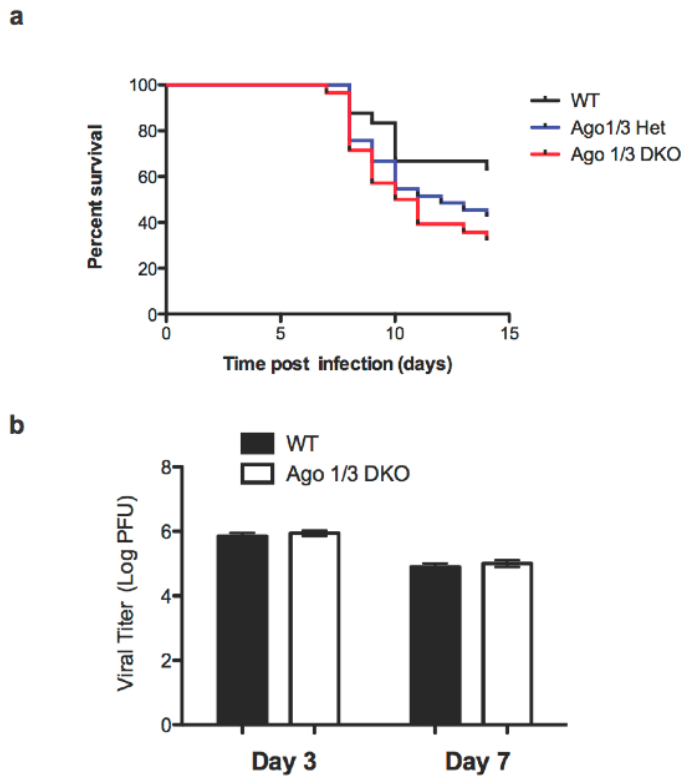 a
100
80
60
40
20
0
Percent survival
0 5 10 15
Time post infection (days)
WT
Ago1/3 Het
Ago 1/3 DKO
b
WT
Ago 1/3 DKO
8
6
4
2
0
Viral Titer (Log PFU)
Day 3 Day 7